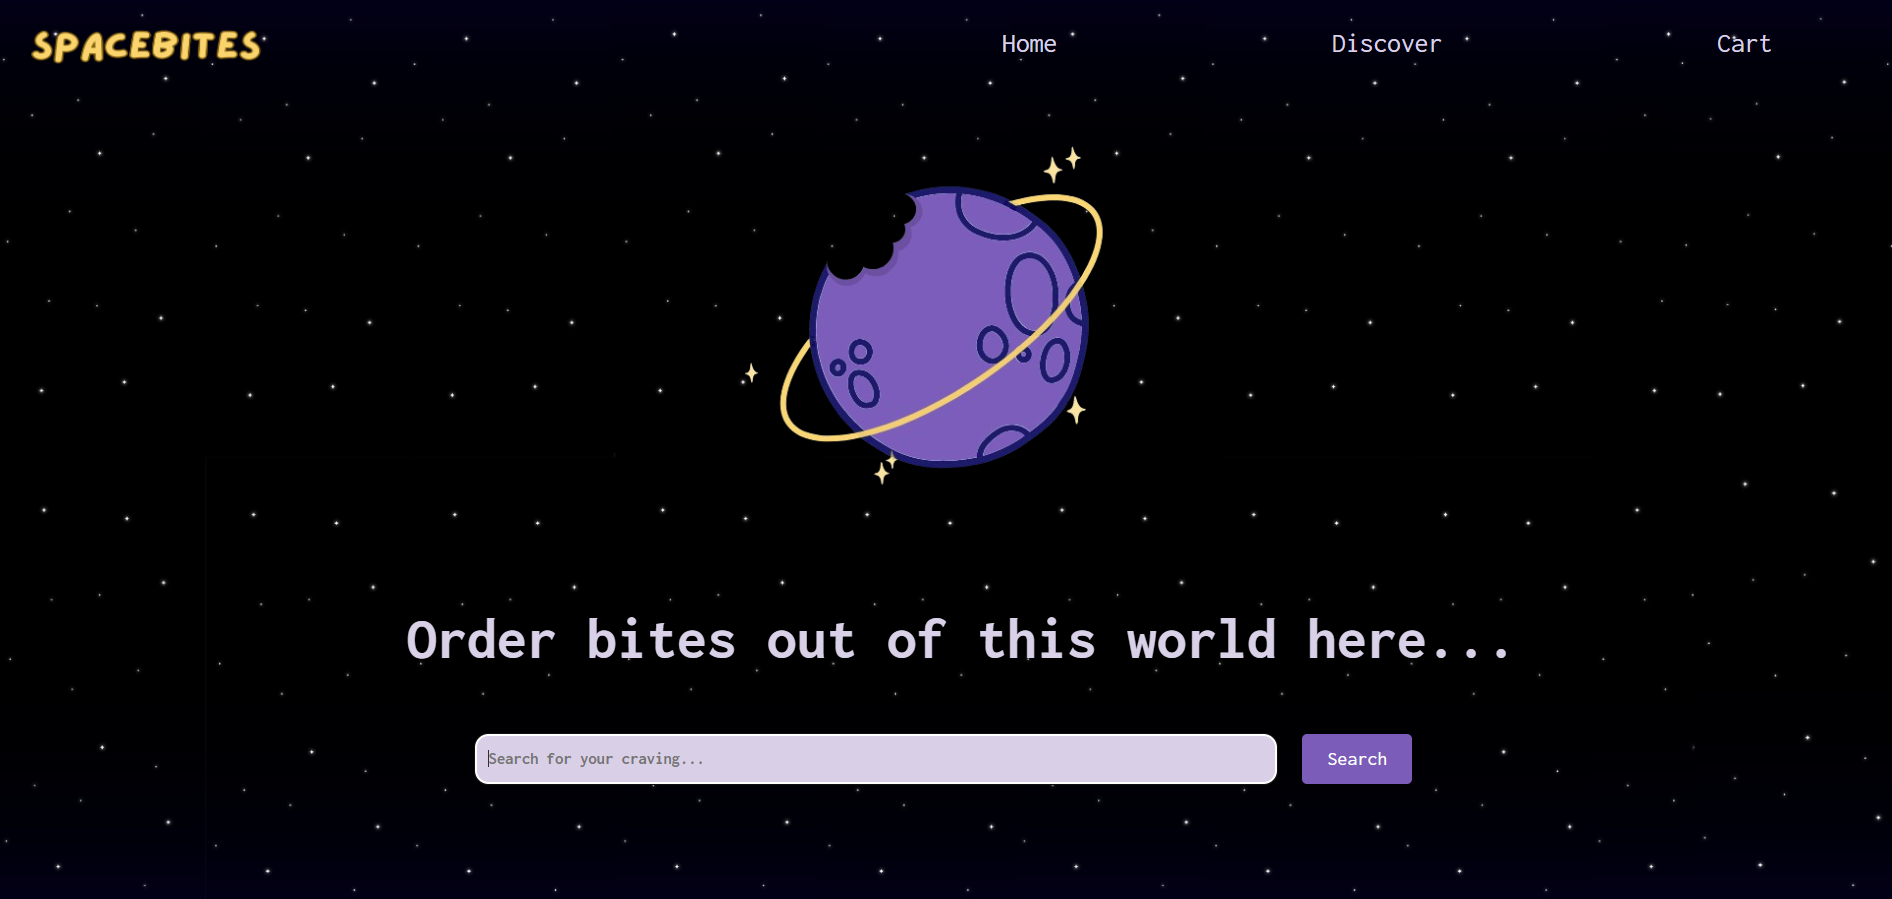 SPACEBITES
Home
Discover
Cart
Order bites out of this world here...
Search for your craving...
Search